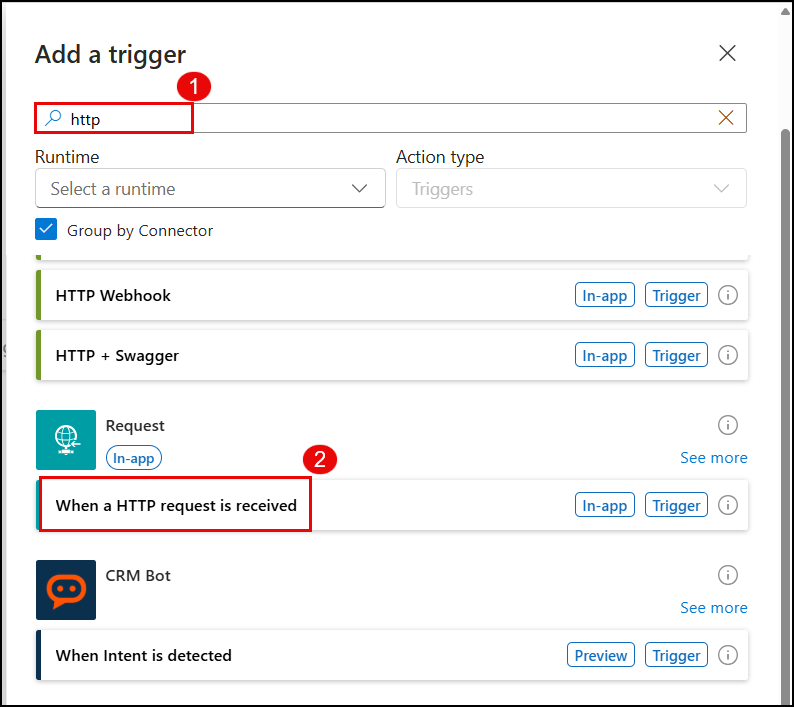 Add a trigger
1
http
Runtime
Action type
Select a runtime
Triggers
Group by Connector
HTTP Webhook
In-app
Trigger
HTTP + Swagger
In-app
Trigger
Request
In-app
See more
2
When a HTTP request is received
In-app
Trigger
CRM Bot
See more
When Intent is detected
Preview
Trigger